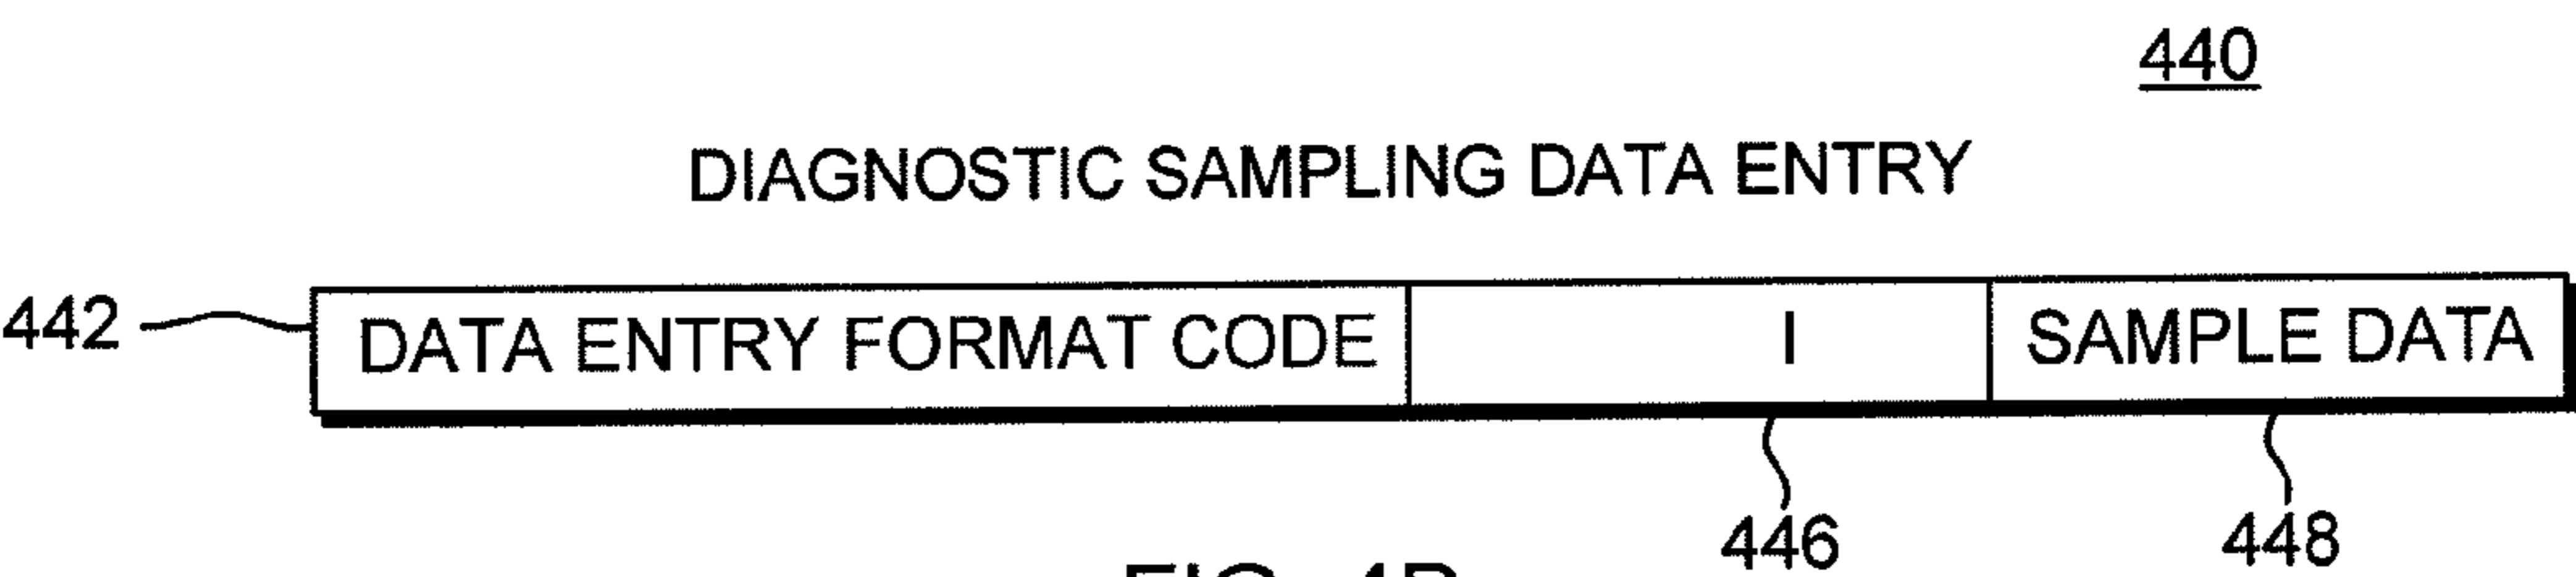 440
DIAGNOSTIC SAMPLING DATA ENTRY
442 DATA ENTRY FORMAT CODE I SAMPLE DATA
446 448